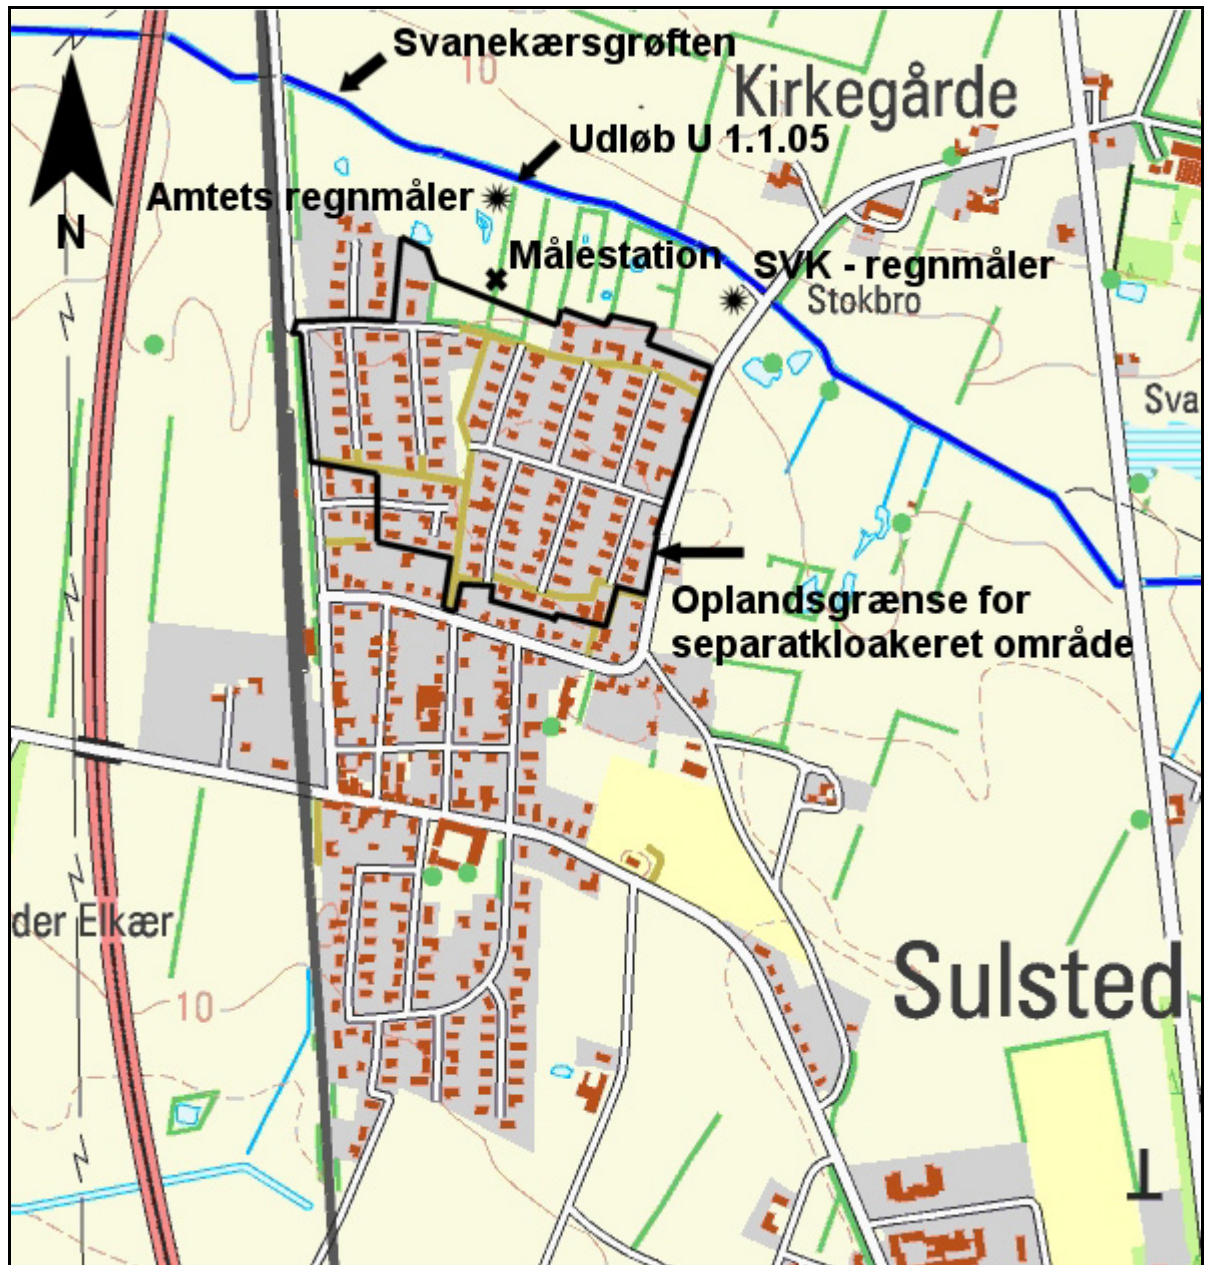 Svanekærsgrøften
10
Kirkegårde
Udløb U 1.1.05
Amtets regnmåler
N
Målestation
SVK - regnmåler
Stokbro
Sva
Oplandsgrænse for
separatkloakeret område
der Elkær
Sulsted
10